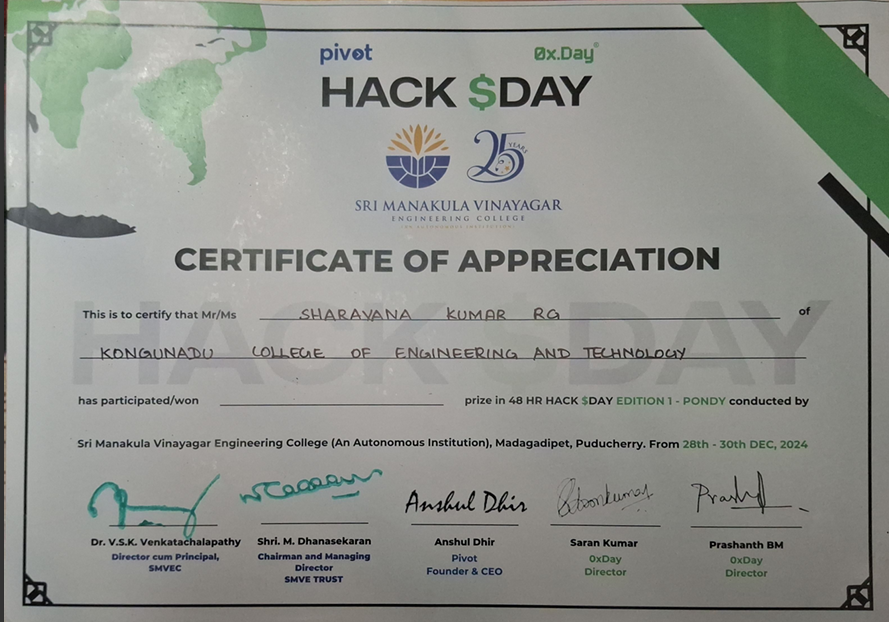 pivot 0x.Day
HACK $DAY
25 YEARS
SRI MANAKULA VINAYAGAR
ENGINEERING COLLEGE
(AN AUTONOMOUS INSTITUTION)
CERTIFICATE OF APPRECIATION
HACK $DAY
This is to certify that Mr/Ms SHARAVANA KUMAR RG of
KONGUNADU COLLEGE OF ENGINEERING AND TECHNOLOGY
has participated/won prize in 48 HR HACK $DAY EDITION 1 - PONDY conducted by
Sri Manakula Vinayagar Engineering College (An Autonomous Institution), Madagadipet, Puducherry. From 28th - 30th DEC, 2024
Anshul Dhir
Dr. V.S.K. Venkatachalapathy Shri. M. Dhanasekaran Anshul Dhir Saran Kumar Prashanth BM
Director cum Principal, Chairman and Managing Pivot 0xDay 0xDay
SMVEC Director Founder & CEO Director Director
SMVE TRUST